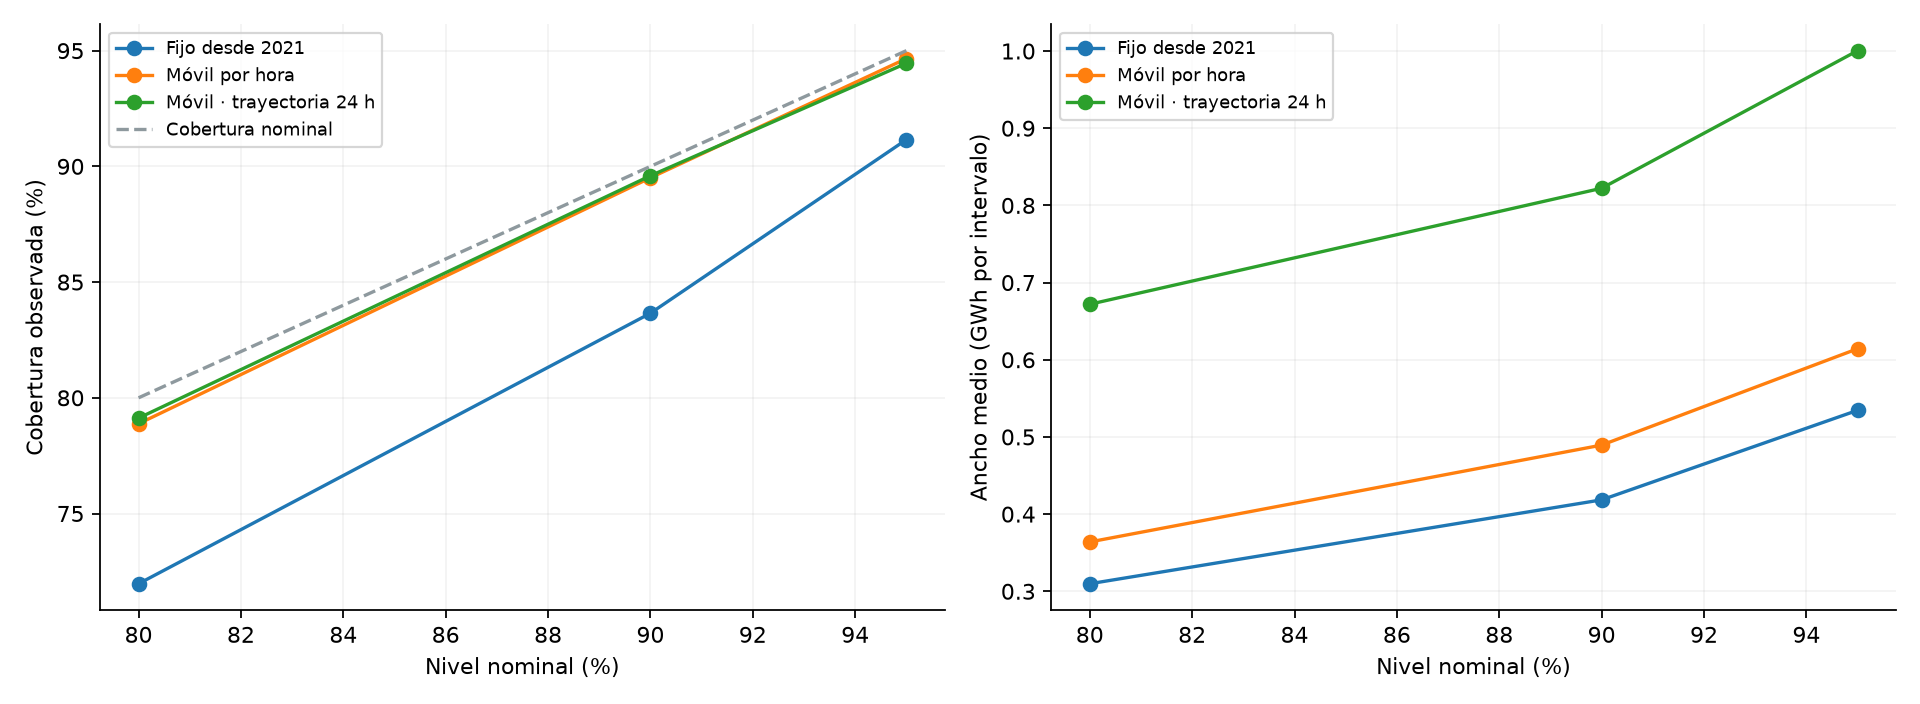 Fijo desde 2021
Móvil por hora
Móvil · trayectoria 24 h
Cobertura nominal
Cobertura observada (%)
95
90
85
80
75
80 82 84 86 88 90 92 94
Nivel nominal (%)
Fijo desde 2021
Móvil por hora
Móvil · trayectoria 24 h
Ancho medio (GWh por intervalo)
1.0
0.9
0.8
0.7
0.6
0.5
0.4
0.3
80 82 84 86 88 90 92 94
Nivel nominal (%)